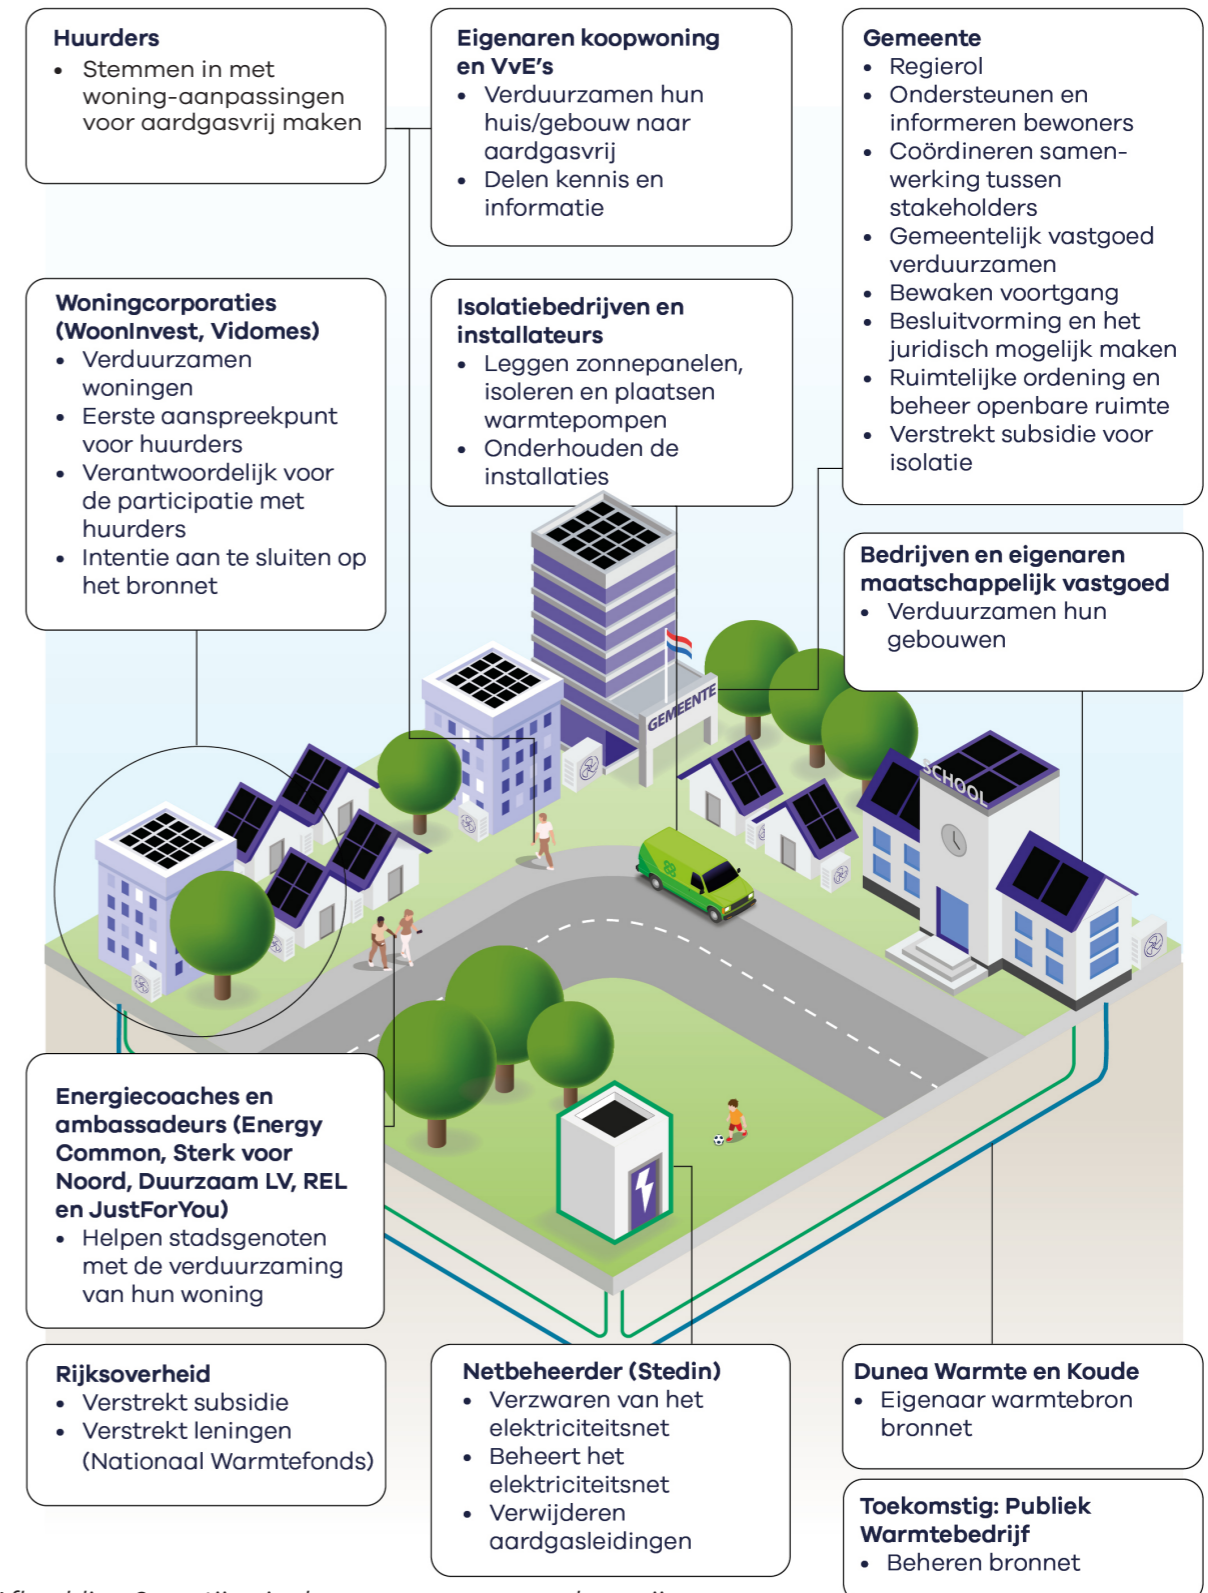 Huurders
• Stemmen in met
woning-aanpassingen
voor aardgasvrij maken
Eigenaren koopwoning
en VvE's
• Verduurzamen hun
huis/gebouw naar
aardgasvrij
• Delen kennis en
informatie
Gemeente
• Regierol
• Ondersteunen en
informeren bewoners
• Coördineren samen-
werking tussen
stakeholders
• Gemeentelijk vastgoed
verduurzamen
• Bewaken voortgang
• Besluitvorming en het
juridisch mogelijk maken
• Ruimtelijke ordening en
beheer openbare ruimte
• Verstrekt subsidie voor
isolatie
Woningcorporaties
(WoonInvest, Vidomes)
• Verduurzamen
woningen
• Eerste aanspreekpunt
voor huurders
• Verantwoordelijk voor
de participatie met
huurders
• Intentie aan te sluiten op
het bronnet
Isolatiebedrijven en
installateurs
• Leggen zonnepanelen,
isoleren en plaatsen
warmtepompen
• Onderhouden de
installaties
Bedrijven en eigenaren
maatschappelijk vastgoed
• Verduurzamen hun
gebouwen
GEMEENTE
SCHOOL
Energiecoaches en
ambassadeurs (Energy
Common, Sterk voor
Noord, Duurzaam LV, REL
en JustForYou)
• Helpen stadsgenoten
met de verduurzaming
van hun woning
Rijksoverheid
• Verstrekt subsidie
• Verstrekt leningen
(Nationaal Warmtefonds)
Netbeheerder (Stedin)
• Verzwaren van het
elektriciteitsnet
• Beheert het
elektriciteitsnet
• Verwijderen
aardgasleidingen
Dunea Warmte en Koude
• Eigenaar warmtebron
bronnet
Toekomstig: Publiek
Warmtebedrijf
• Beheren bronnet